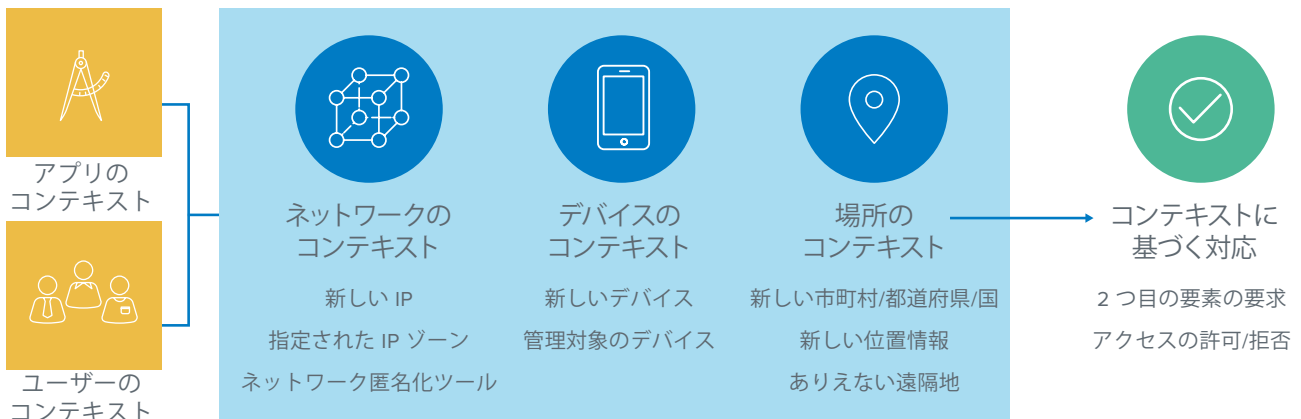 アプリの
コンテキスト
ユーザーの
コンテキスト
ネットワークの
コンテキスト
新しい IP
指定された IP ゾーン
ネットワーク匿名化ツール
デバイスの
コンテキスト
新しいデバイス
管理対象のデバイス
場所の
コンテキスト
新しい市町村/都道府県/国
新しい位置情報
ありえない遠隔地
コンテキストに
基づく対応
2 つ目の要素の要求
アクセスの許可/拒否